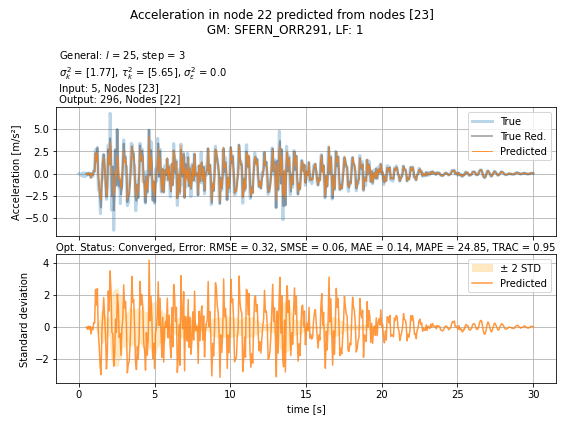 Acceleration in node 22 predicted from nodes [23]
GM: SFERN_ORR291, LF: 1
General: l = 25, step = 3
σ²ₖ = [1.77], τ²ₖ = [5.65], σ²ε = 0.0
Input: 5, Nodes [23]
Output: 296, Nodes [22]
Acceleration [m/s²]
5.0
2.5
0.0
−2.5
−5.0
True
True Red.
Predicted
Opt. Status: Converged, Error: RMSE = 0.32, SMSE = 0.06, MAE = 0.14, MAPE = 24.85, TRAC = 0.95
Standard deviation
4
2
0
−2
± 2 STD
Predicted
0 5 10 15 20 25 30
time [s]